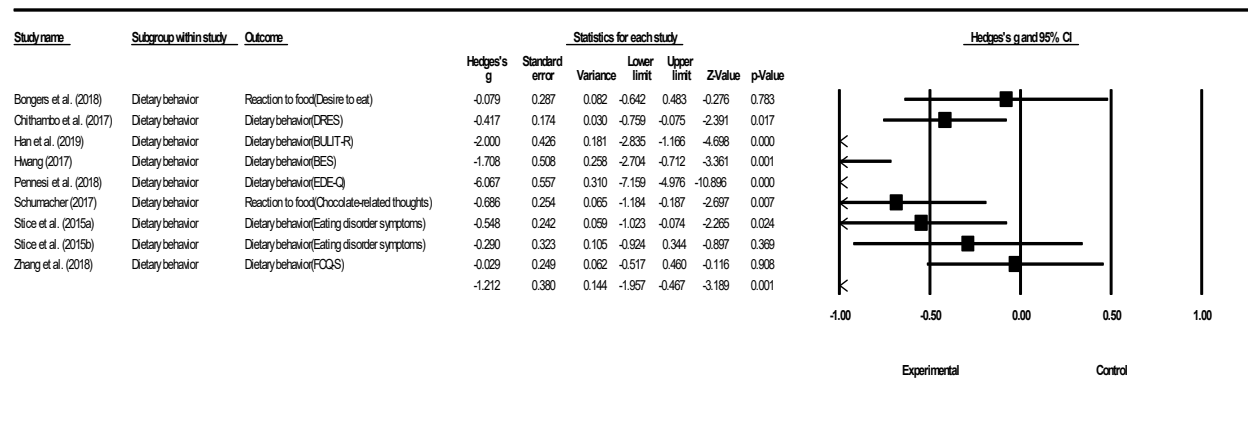 Study name Subgroup within study Outcome Statistics for each study Hedges's g and 95% CI
Hedges's g Standard error Variance Lower limit Upper limit Z-Value p-Value
Bongers et al. (2018) Dietary behavior Reaction to food(Desire to eat) -0.079 0.287 0.082 -0.642 0.483 -0.276 0.783
Chithambo et al. (2017) Dietary behavior Dietary behavior(DRES) -0.417 0.174 0.030 -0.759 -0.075 -2.391 0.017
Han et al. (2019) Dietary behavior Dietary behavior(BULIT-R) -2.000 0.426 0.181 -2.835 -1.166 -4.698 0.000
Hwang (2017) Dietary behavior Dietary behavior(BES) -1.708 0.508 0.258 -2.704 -0.712 -3.361 0.001
Pennesi et al. (2018) Dietary behavior Dietary behavior(EDE-Q) -6.067 0.557 0.310 -7.159 -4.976 -10.896 0.000
Schumacher (2017) Dietary behavior Reaction to food(Chocolate-related thoughts) -0.686 0.254 0.065 -1.184 -0.187 -2.697 0.007
Stice et al. (2015a) Dietary behavior Dietary behavior(Eating disorder symptoms) -0.548 0.242 0.059 -1.023 -0.074 -2.265 0.024
Stice et al. (2015b) Dietary behavior Dietary behavior(Eating disorder symptoms) -0.290 0.323 0.105 -0.924 0.344 -0.897 0.369
Zhang et al. (2018) Dietary behavior Dietary behavior(FCQ-S) -0.029 0.249 0.062 -0.517 0.460 -0.116 0.908
-1.212 0.380 0.144 -1.957 -0.467 -3.189 0.001
-1.00 -0.50 0.00 0.50 1.00
Experimental Control